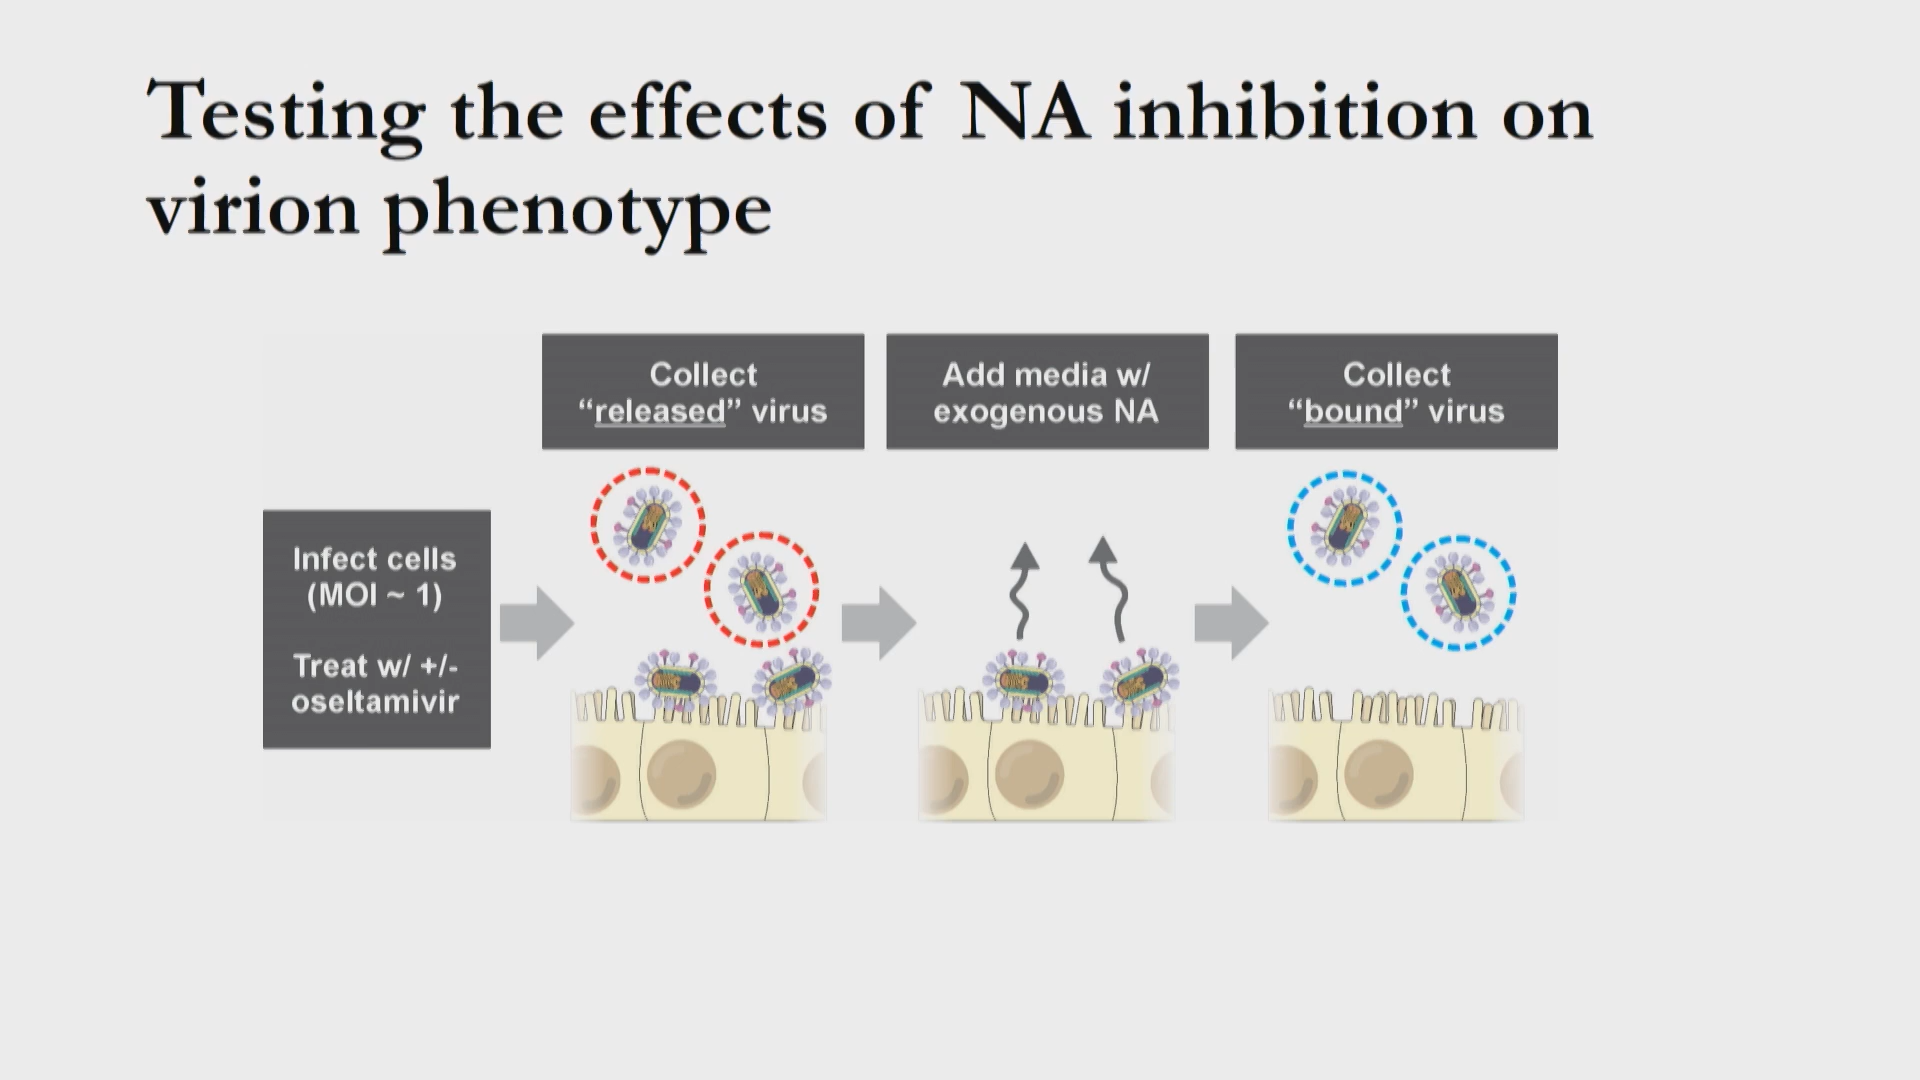 Testing the effects of NA inhibition on
virion phenotype
Infect cells
(MOI ~ 1)
Treat w/ +/-
oseltamivir
Collect
“released” virus
Add media w/
exogenous NA
Collect
“bound” virus